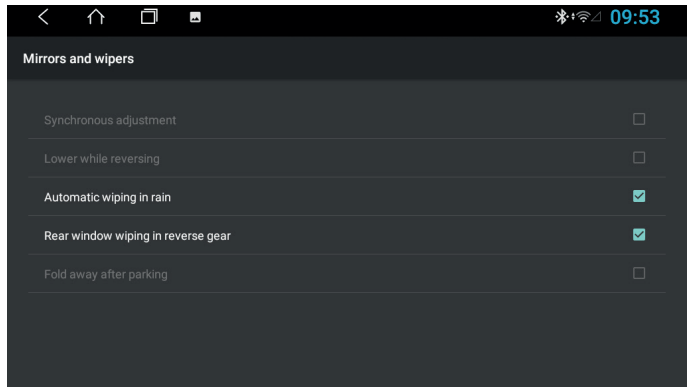 09:53
Mirrors and wipers
Synchronous adjustment
Lower while reversing
Automatic wiping in rain
Rear window wiping in reverse gear
Fold away after parking